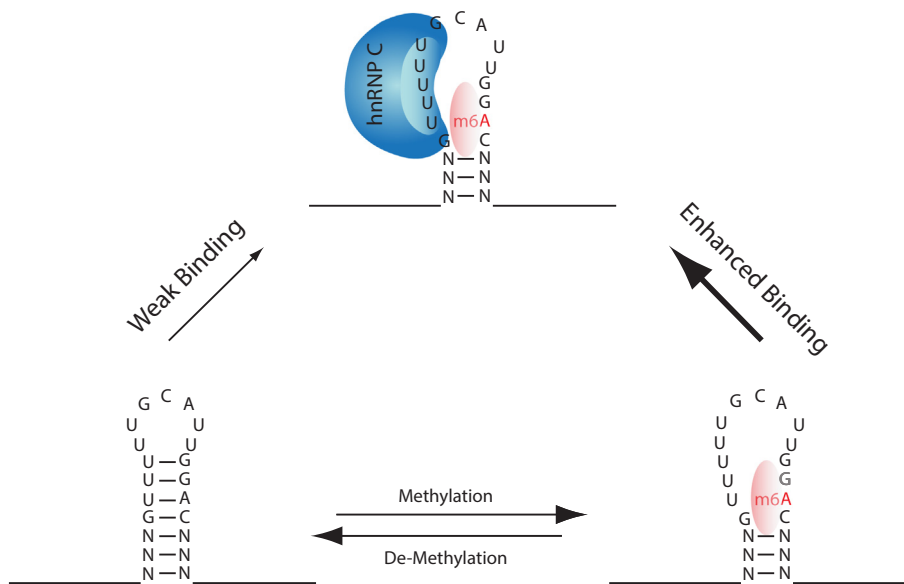 hnRNP C
G C A
U U
U U
U G
U G
U m6A
G C
N – N
N – N
N – N
Weak Binding
Enhanced Binding
G C A
U U
U U
U – G
U – G
U – A
G – C
N – N
N – N
N – N
Methylation
De-Methylation
G C A
U U
U U
U G
U G
U m6A
G C
N – N
N – N
N – N